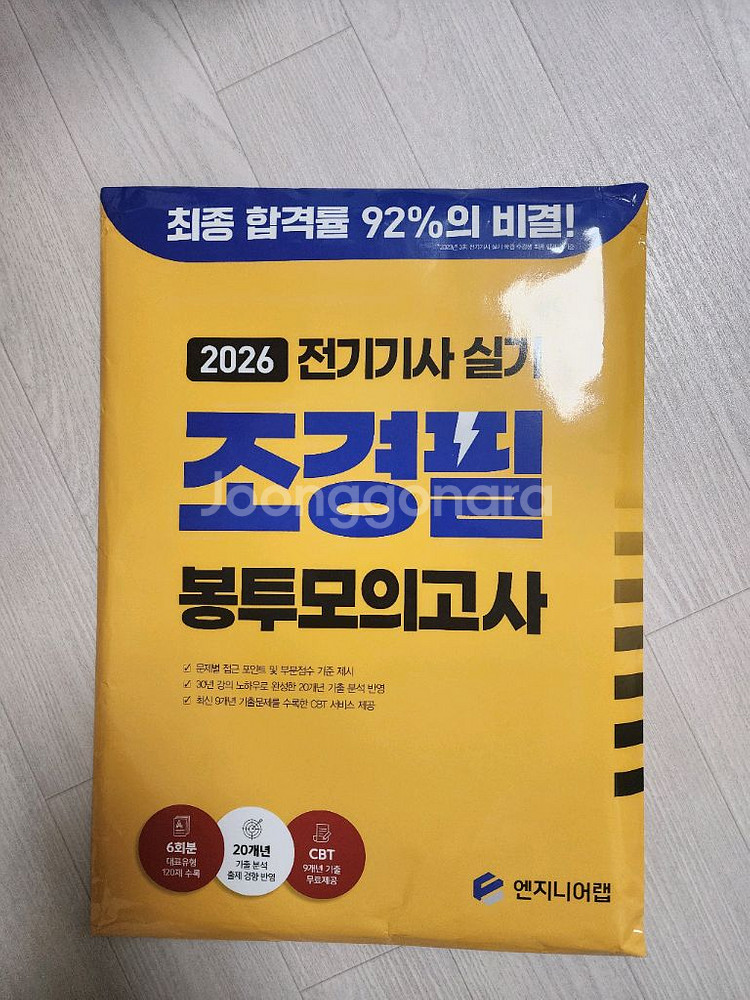 최종 합격률 92%의 비결!
2026 전기기사 실기
조경필
Joonggonara
봉투모의고사
문제별 접근 포인트 및 부분점수 기준 제시
30년 강의 노하우로 완성한 20개년 기출 분석 반영
최신 9개년 기출문제를 수록한 CBT 서비스 제공
6회분
대표유형
120제 수록
20개년
기출 분석
출제 경향 반영
CBT
9개년 기출
무료제공
엔지니어랩